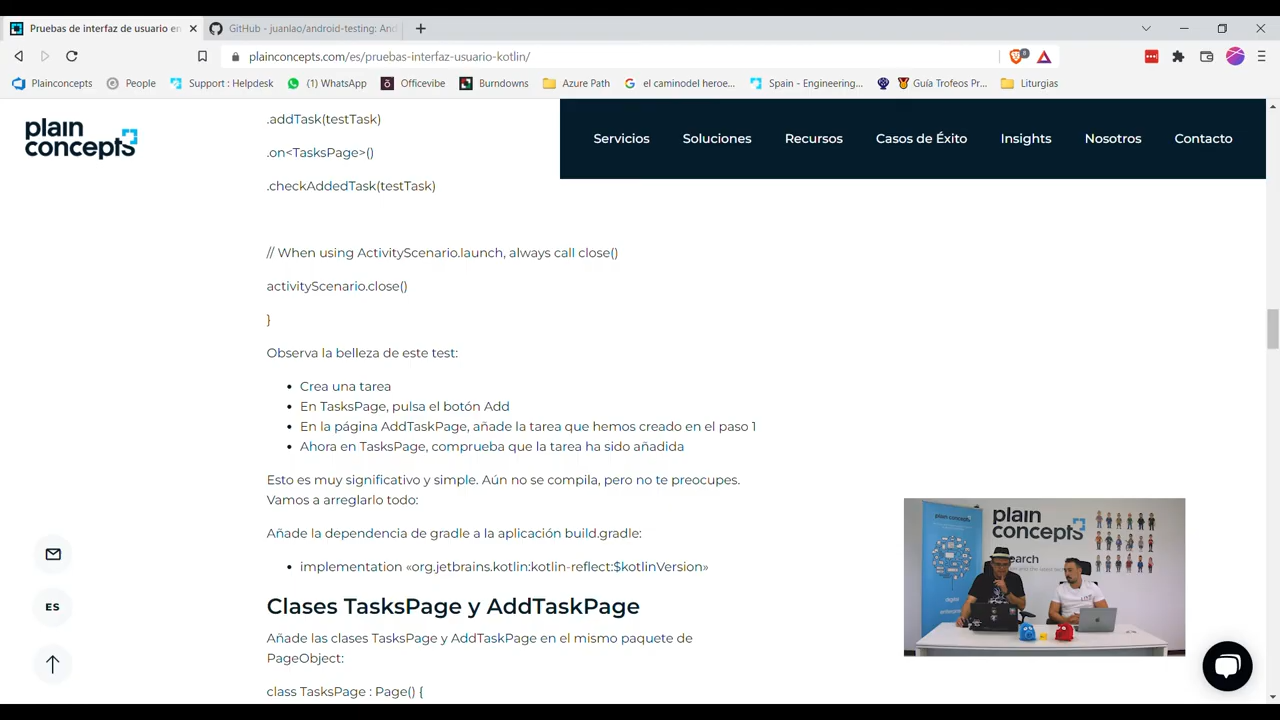 Pruebas de interfaz de usuario en
GitHub - juanlao/android-testing: And
plainconcepts.com/es/pruebas-interfaz-usuario-kotlin/
8
Plainconcepts
People
Support : Helpdesk
(1) WhatsApp
Officevibe
Burndowns
Azure Path
el caminodel heroe...
Spain - Engineering...
Guía Trofeos Pr...
Liturgias
plain
concepts
Servicios
Soluciones
Recursos
Casos de Éxito
Insights
Nosotros
Contacto
.addTask(testTask)
.on<TasksPage>()
.checkAddedTask(testTask)
// When using ActivityScenario.launch, always call close()
activityScenario.close()
}
Observa la belleza de este test:
• Crea una tarea
• En TasksPage, pulsa el botón Add
• En la página AddTaskPage, añade la tarea que hemos creado en el paso 1
• Ahora en TasksPage, comprueba que la tarea ha sido añadida
Esto es muy significativo y simple. Aún no se compila, pero no te preocupes.
Vamos a arreglarlo todo:
Añade la dependencia de gradle a la aplicación build.gradle:
• implementation «org.jetbrains.kotlin:kotlin-reflect:$kotlinVersion»
Clases TasksPage y AddTaskPage
Añade las clases TasksPage y AddTaskPage en el mismo paquete de
PageObject:
class TasksPage : Page() {
ES
plain concepts
plain
concepts